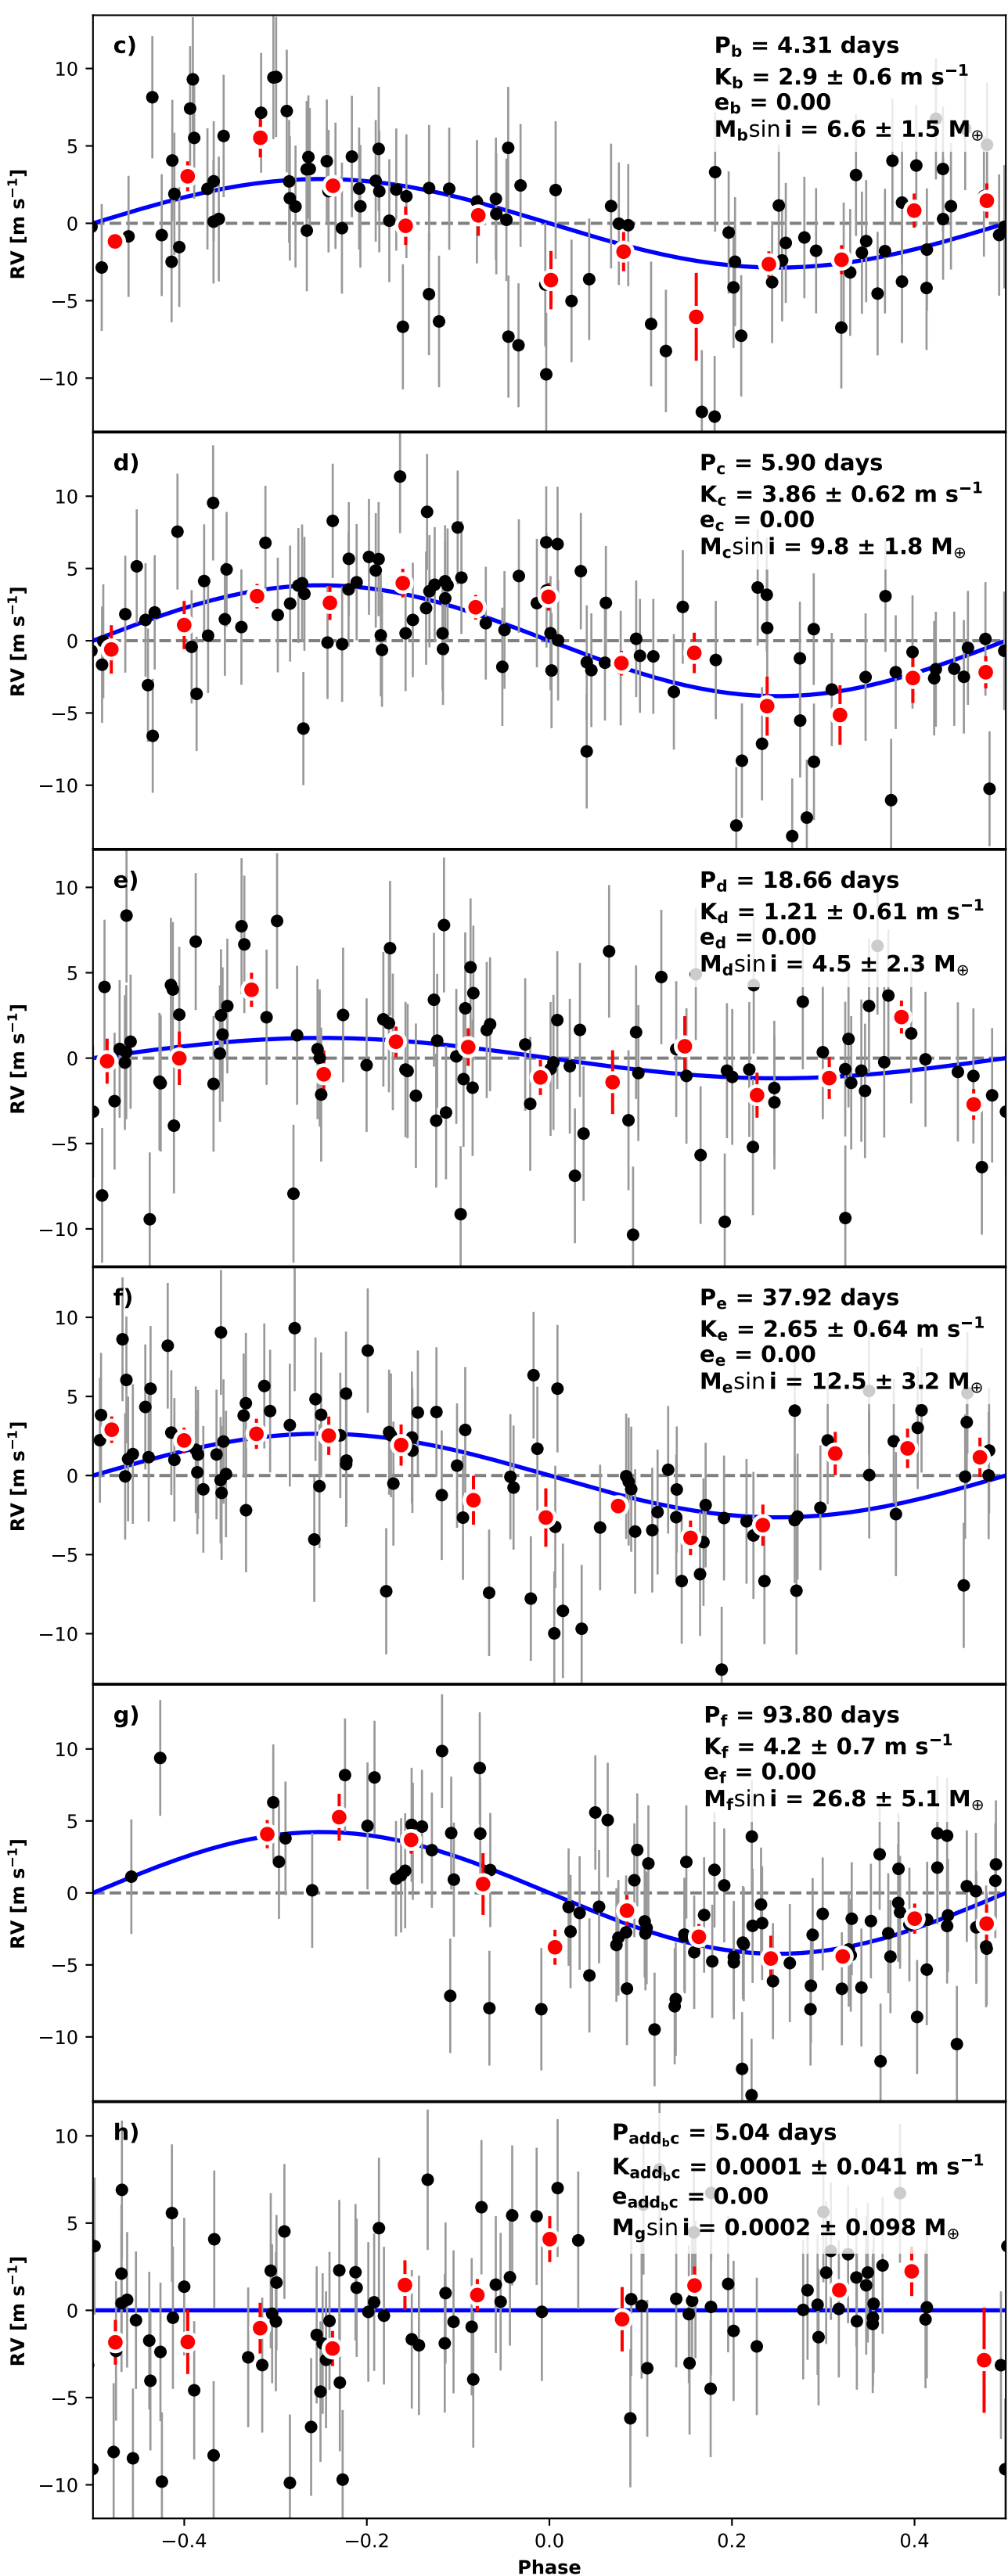 c)
P_b = 4.31 days
K_b = 2.9 ± 0.6 m s⁻¹
e_b = 0.00
M_b sin i = 6.6 ± 1.5 M⊕
10
5
0
−5
−10
RV [m s⁻¹]
d)
P_c = 5.90 days
K_c = 3.86 ± 0.62 m s⁻¹
e_c = 0.00
M_c sin i = 9.8 ± 1.8 M⊕
10
5
0
−5
−10
RV [m s⁻¹]
e)
P_d = 18.66 days
K_d = 1.21 ± 0.61 m s⁻¹
e_d = 0.00
M_d sin i = 4.5 ± 2.3 M⊕
10
5
0
−5
−10
RV [m s⁻¹]
f)
P_e = 37.92 days
K_e = 2.65 ± 0.64 m s⁻¹
e_e = 0.00
M_e sin i = 12.5 ± 3.2 M⊕
10
5
0
−5
−10
RV [m s⁻¹]
g)
P_f = 93.80 days
K_f = 4.2 ± 0.7 m s⁻¹
e_f = 0.00
M_f sin i = 26.8 ± 5.1 M⊕
10
5
0
−5
−10
RV [m s⁻¹]
h)
P_add_bc = 5.04 days
K_add_bc = 0.0001 ± 0.041 m s⁻¹
e_add_bc = 0.00
M_g sin i = 0.0002 ± 0.098 M⊕
10
5
0
−5
−10
RV [m s⁻¹]
−0.4 −0.2 0.0 0.2 0.4
Phase